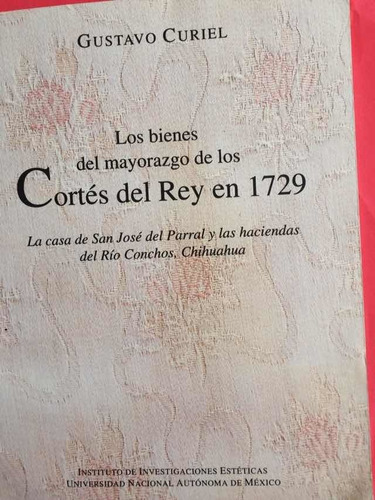 GUSTAVO CURIEL
Los bienes
del mayorazgo de los
Cortés del Rey en 1729
La casa de San José del Parral y las haciendas
del Río Conchos, Chihuahua
INSTITUTO DE INVESTIGACIONES ESTÉTICAS
UNIVERSIDAD NACIONAL AUTÓNOMA DE MÉXICO